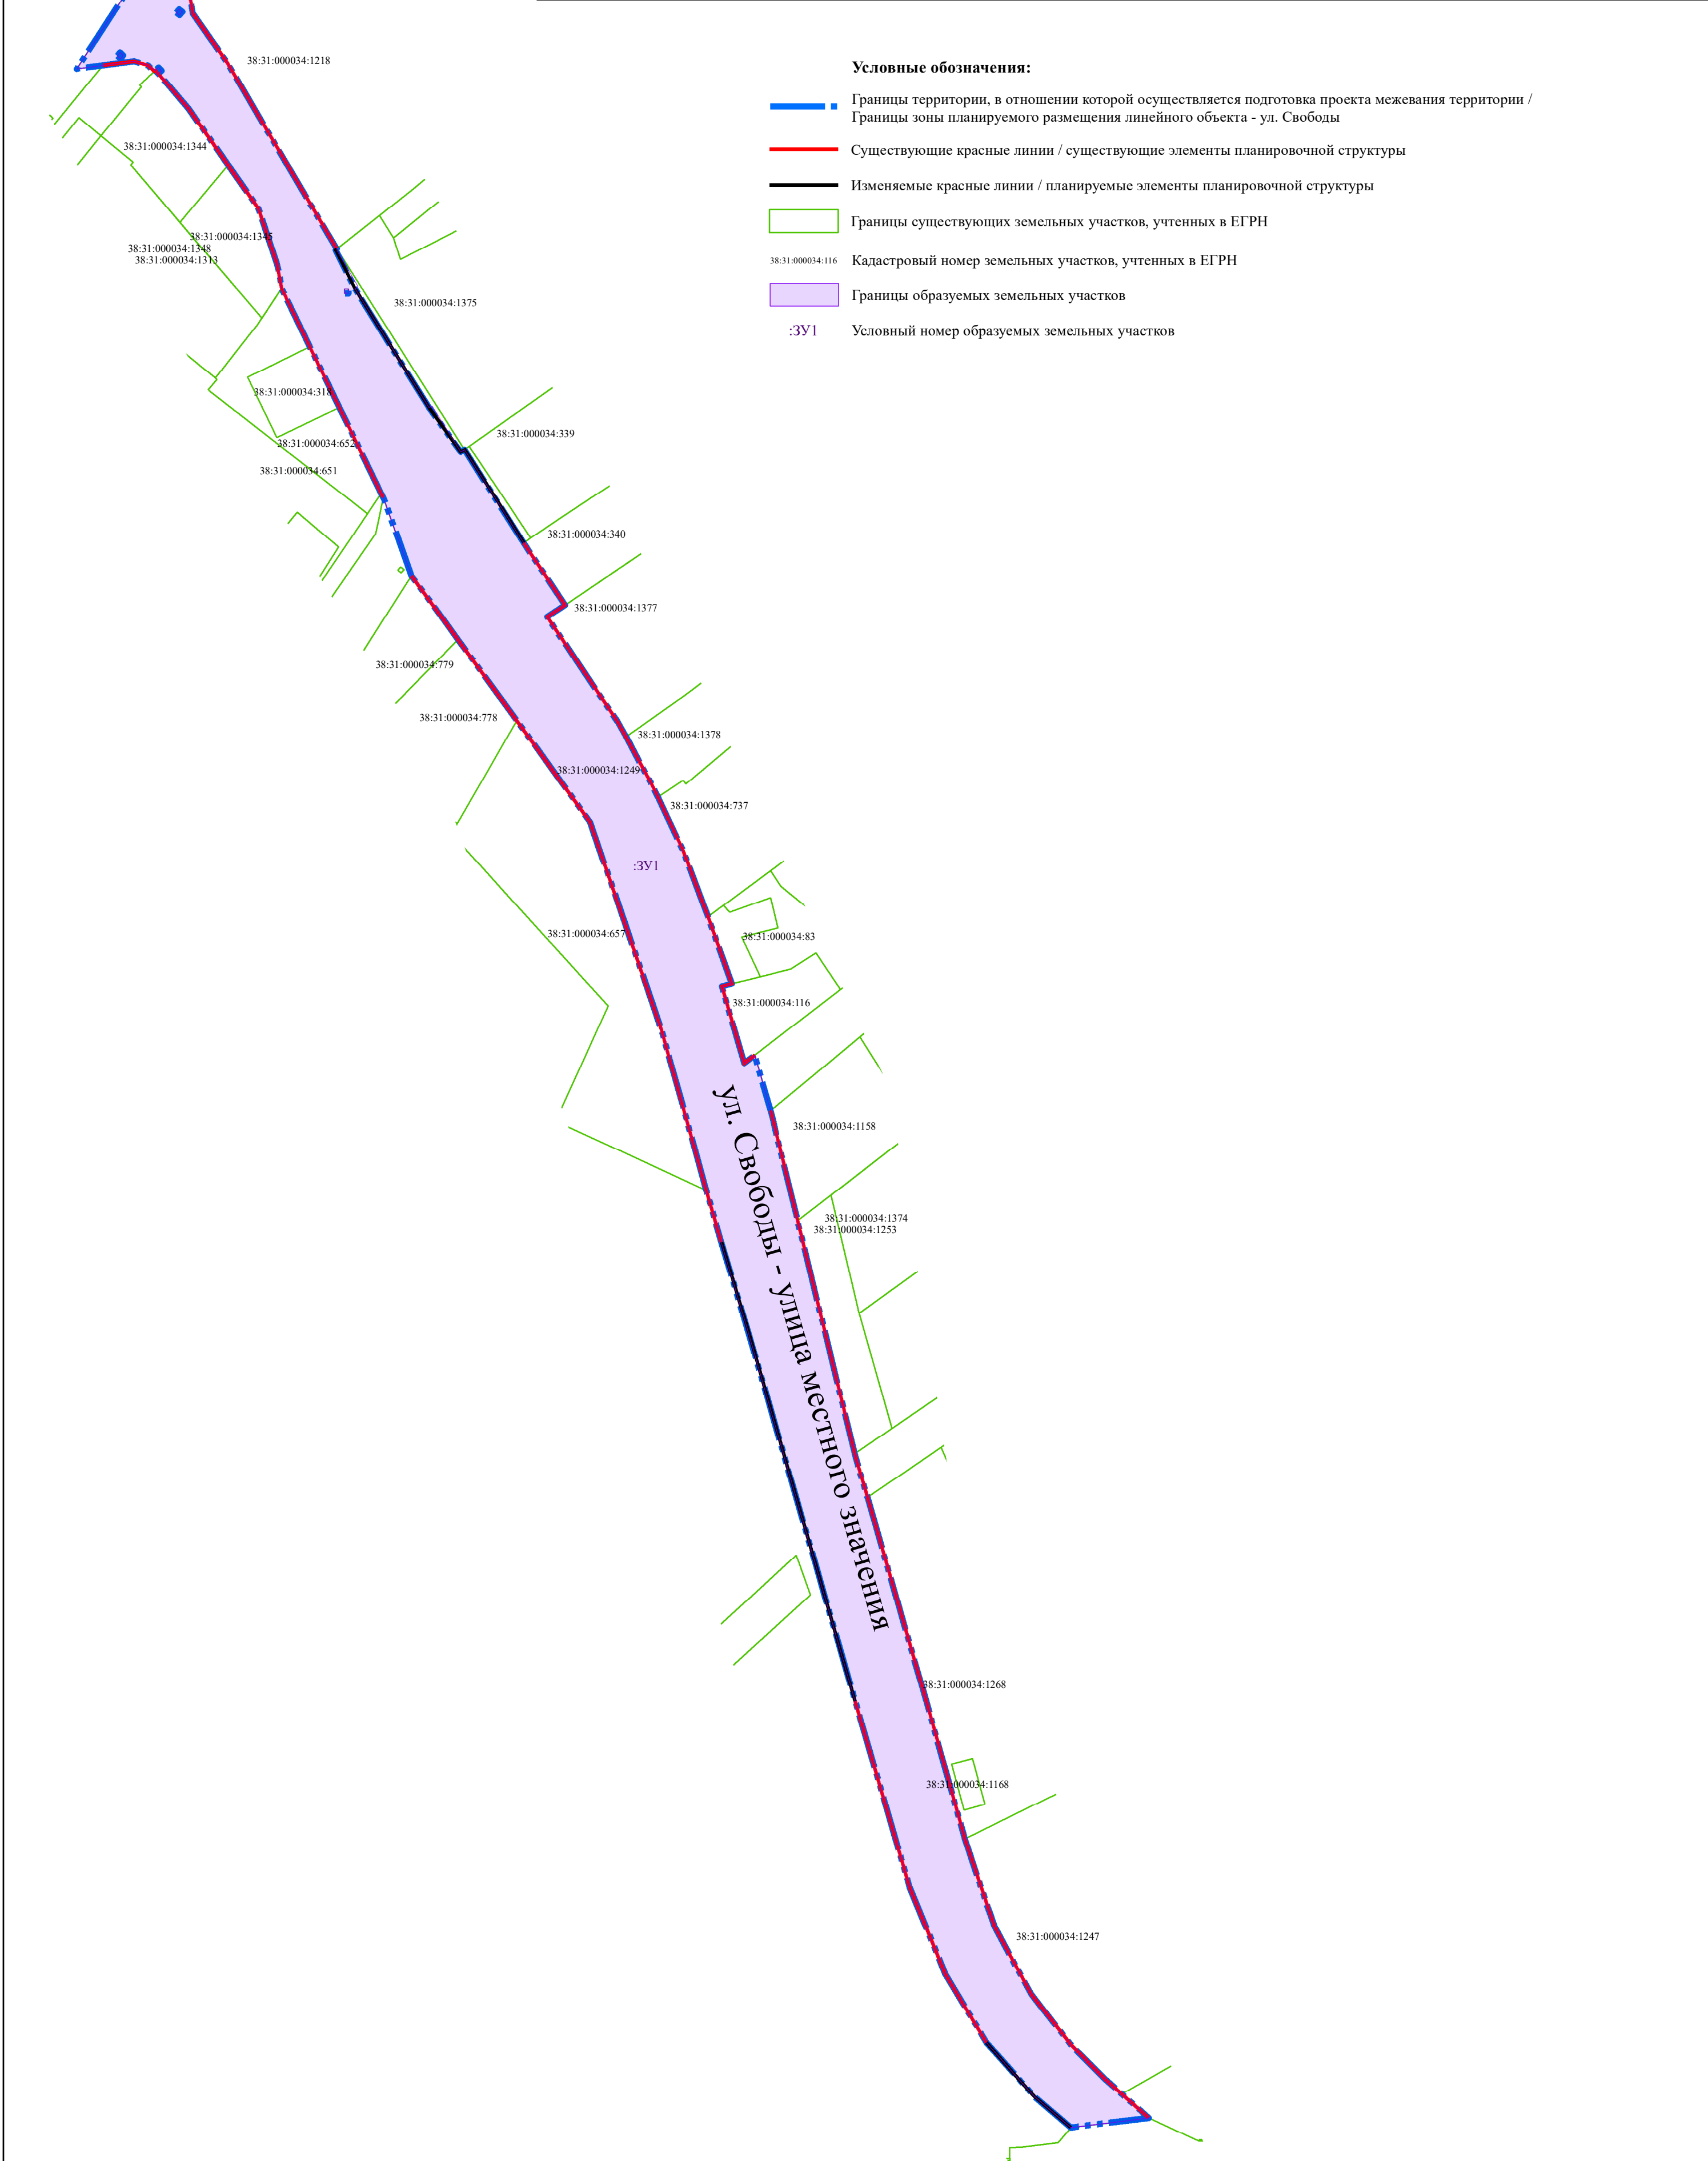 Условные обозначения:
Границы территории, в отношении которой осуществляется подготовка проекта межевания территории /
Границы зоны планируемого размещения линейного объекта - ул. Свободы
Существующие красные линии / существующие элементы планировочной структуры
Изменяемые красные линии / планируемые элементы планировочной структуры
Границы существующих земельных участков, учтенных в ЕГРН
38:31:000034:116 Кадастровый номер земельных участков, учтенных в ЕГРН
Границы образуемых земельных участков
:ЗУ1 Условный номер образуемых земельных участков
38:31:000034:1218
38:31:000034:1344
38:31:000034:1345
38:31:000034:1348
38:31:000034:1313
38:31:000034:1375
38:31:000034:318
38:31:000034:339
38:31:000034:652
38:31:000034:651
38:31:000034:340
38:31:000034:1377
38:31:000034:779
38:31:000034:778
38:31:000034:1378
38:31:000034:1249
38:31:000034:737
:ЗУ1
38:31:000034:657
38:31:000034:83
38:31:000034:116
ул. Свободы - улица местного значения
38:31:000034:1158
38:31:000034:1374
38:31:000034:1253
38:31:000034:1268
38:31:000034:1168
38:31:000034:1247